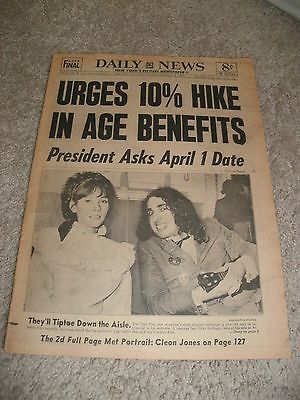 FINAL
DAILY NEWS
NEW YORK'S PICTURE NEWSPAPER
8¢
URGES 10% HIKE
IN AGE BENEFITS
President Asks April 1 Date
They'll Tiptoe Down the Aisle.
The 2d Full Page Met Portrait: Cleon Jones on Page 127